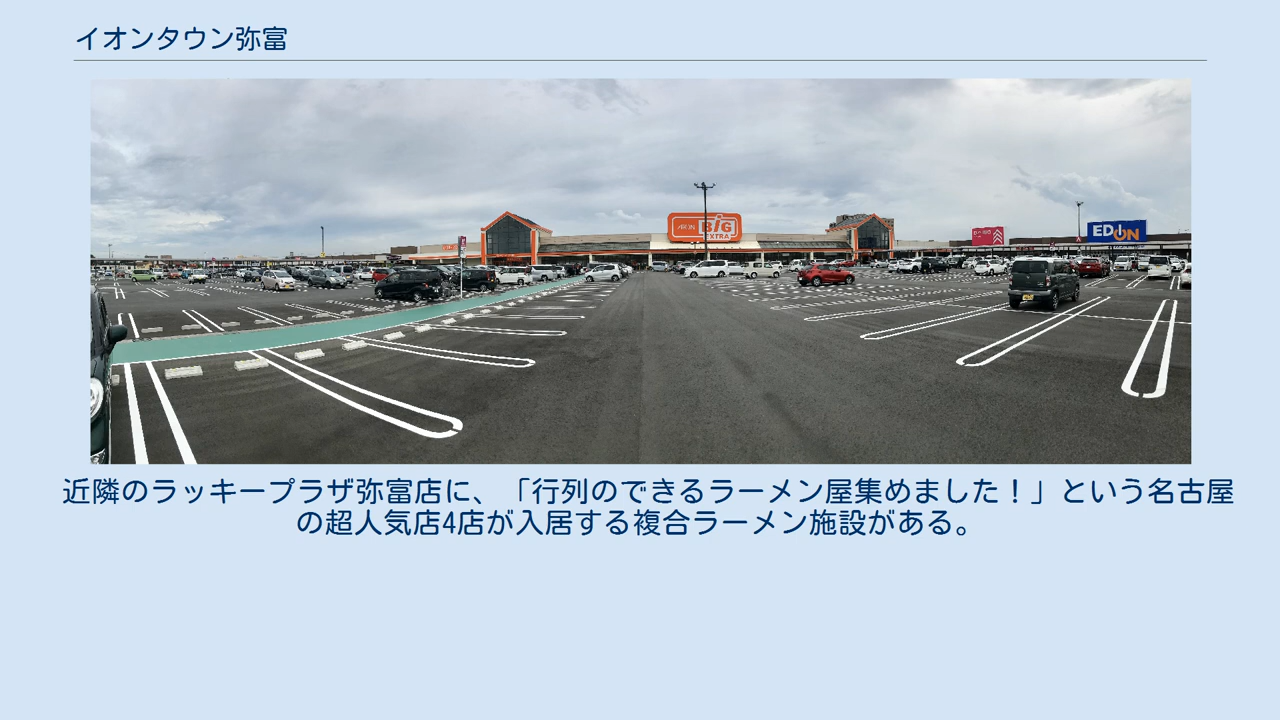 イオンタウン弥富
AEON BIG EXTRA
EDION
近隣のラッキープラザ弥富店に、「行列のできるラーメン屋集めました！」という名古屋
の超人気店4店が入居する複合ラーメン施設がある。